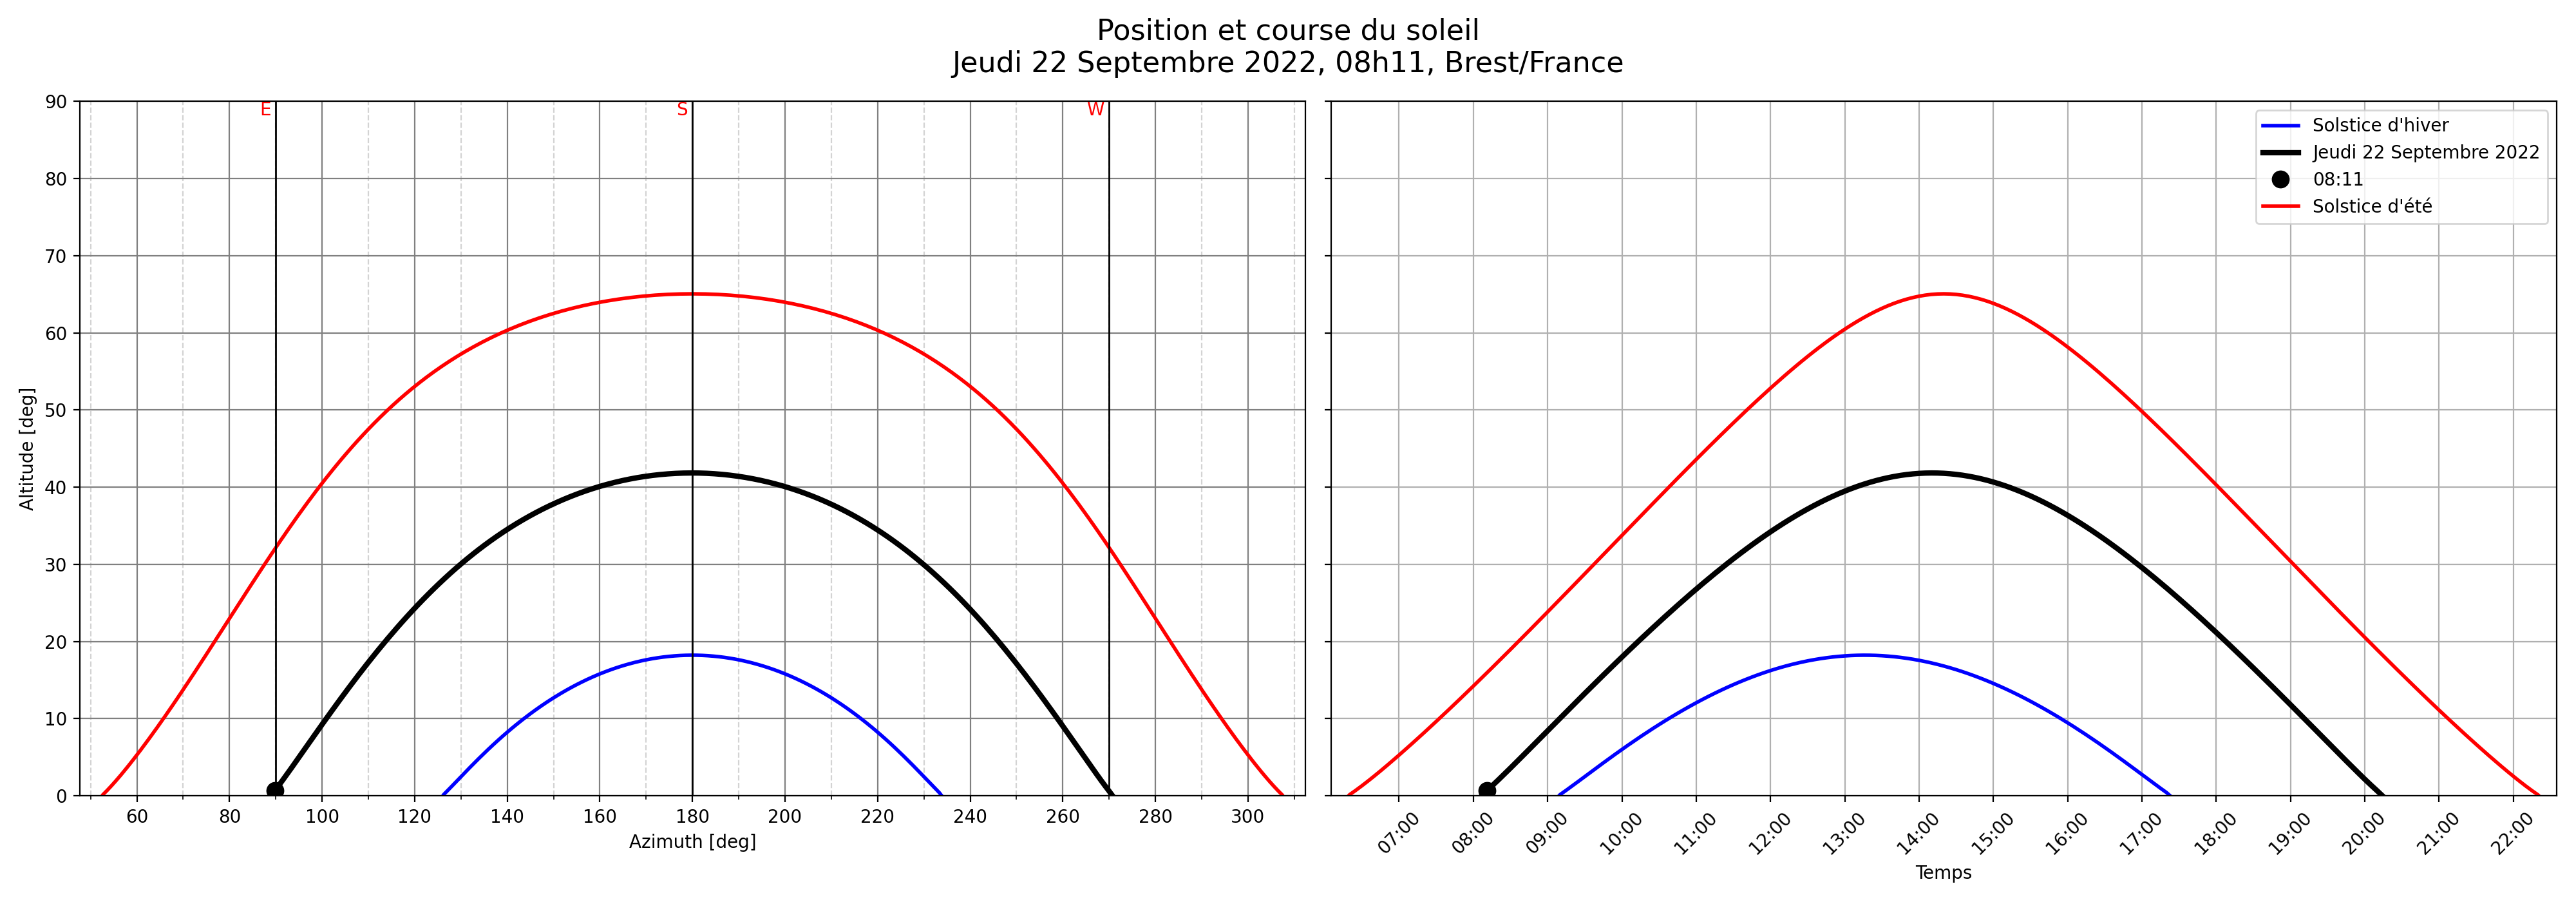 Position et course du soleil
Jeudi 22 Septembre 2022, 08h11, Brest/France
E
S
W
90
80
70
60
50
40
30
20
10
0
Altitude [deg]
60 80 100 120 140 160 180 200 220 240 260 280 300
Azimuth [deg]
Solstice d'hiver
Jeudi 22 Septembre 2022
08:11
Solstice d'été
07:00 08:00 09:00 10:00 11:00 12:00 13:00 14:00 15:00 16:00 17:00 18:00 19:00 20:00 21:00 22:00
Temps